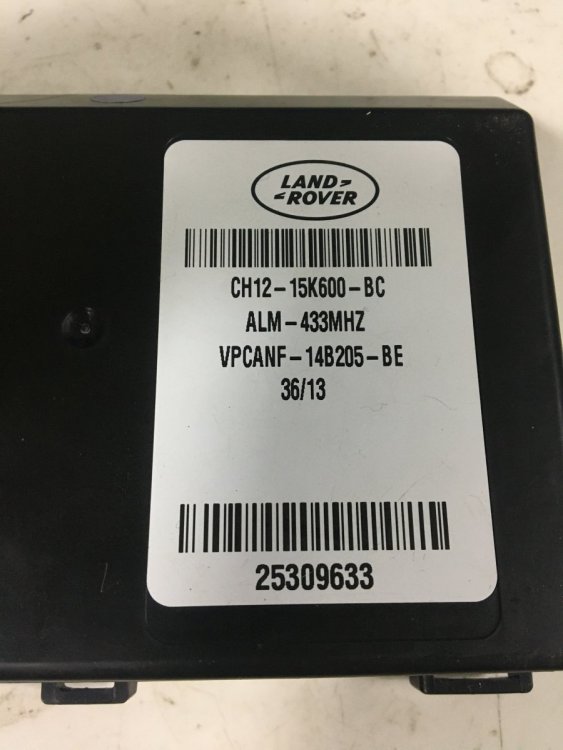 LAND
ROVER
CH12-15K600-BC
ALM-433MHZ
VPCANF-14B205-BE
36/13
25309633